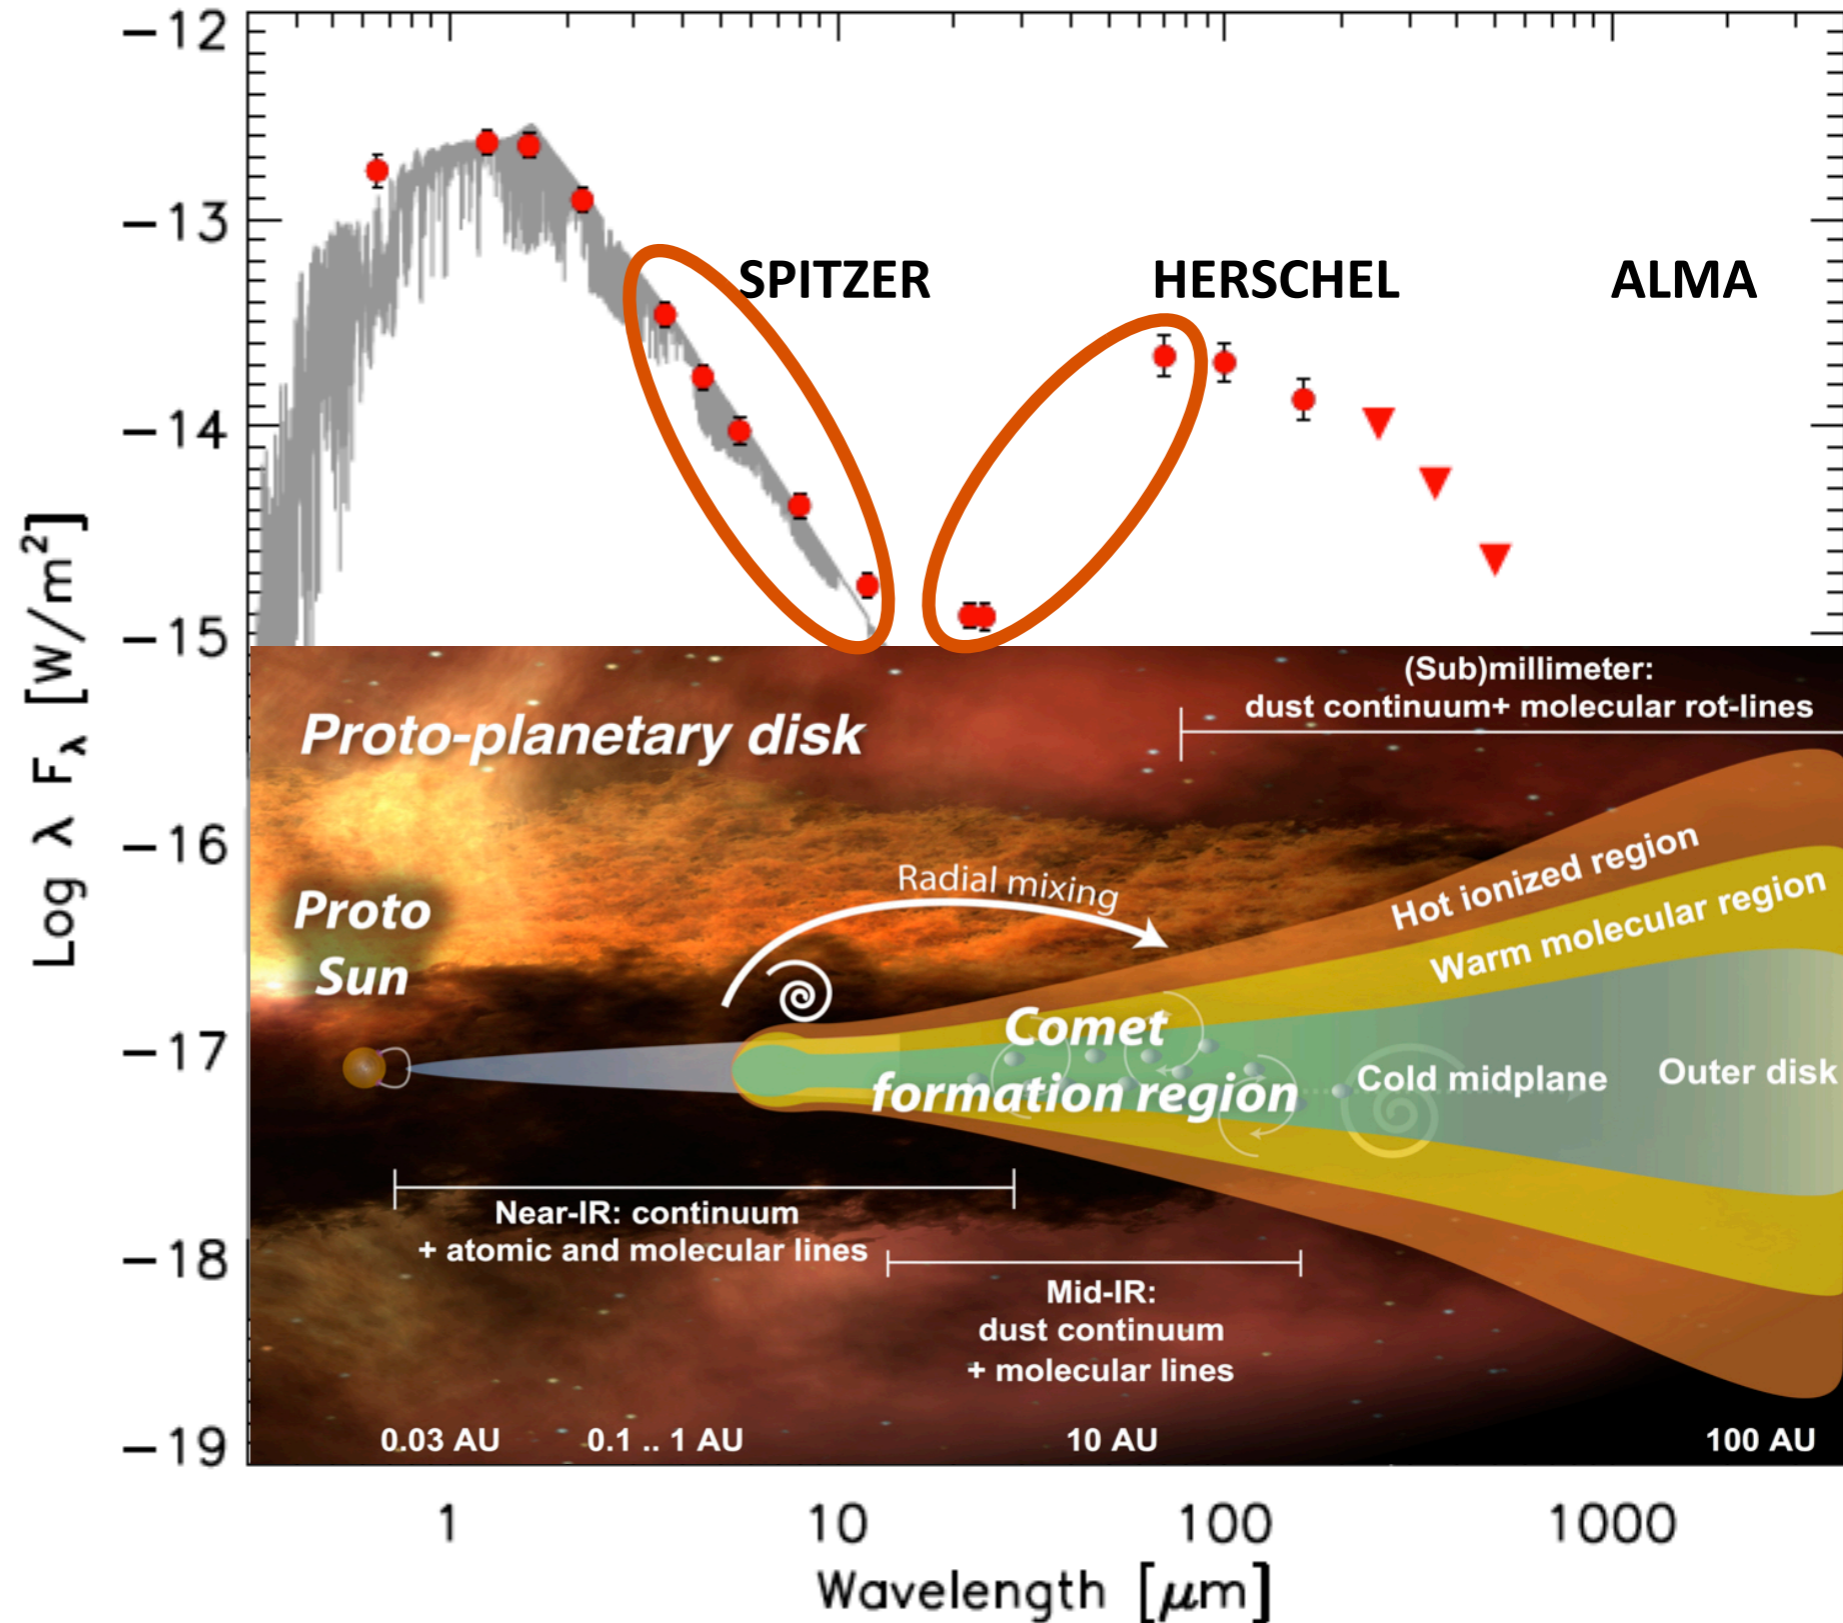 −12
−13
−14
−15
−16
−17
−18
−19
Log λ Fλ [W/m²]
SPITZER
HERSCHEL
ALMA
(Sub)millimeter:
dust continuum+ molecular rot-lines
Proto-planetary disk
Proto
Sun
Radial mixing
Hot ionized region
Warm molecular region
Comet
formation region
Cold midplane
Outer disk
Near-IR: continuum
+ atomic and molecular lines
Mid-IR:
dust continuum
+ molecular lines
0.03 AU
0.1 .. 1 AU
10 AU
100 AU
1
10
100
1000
Wavelength [μm]